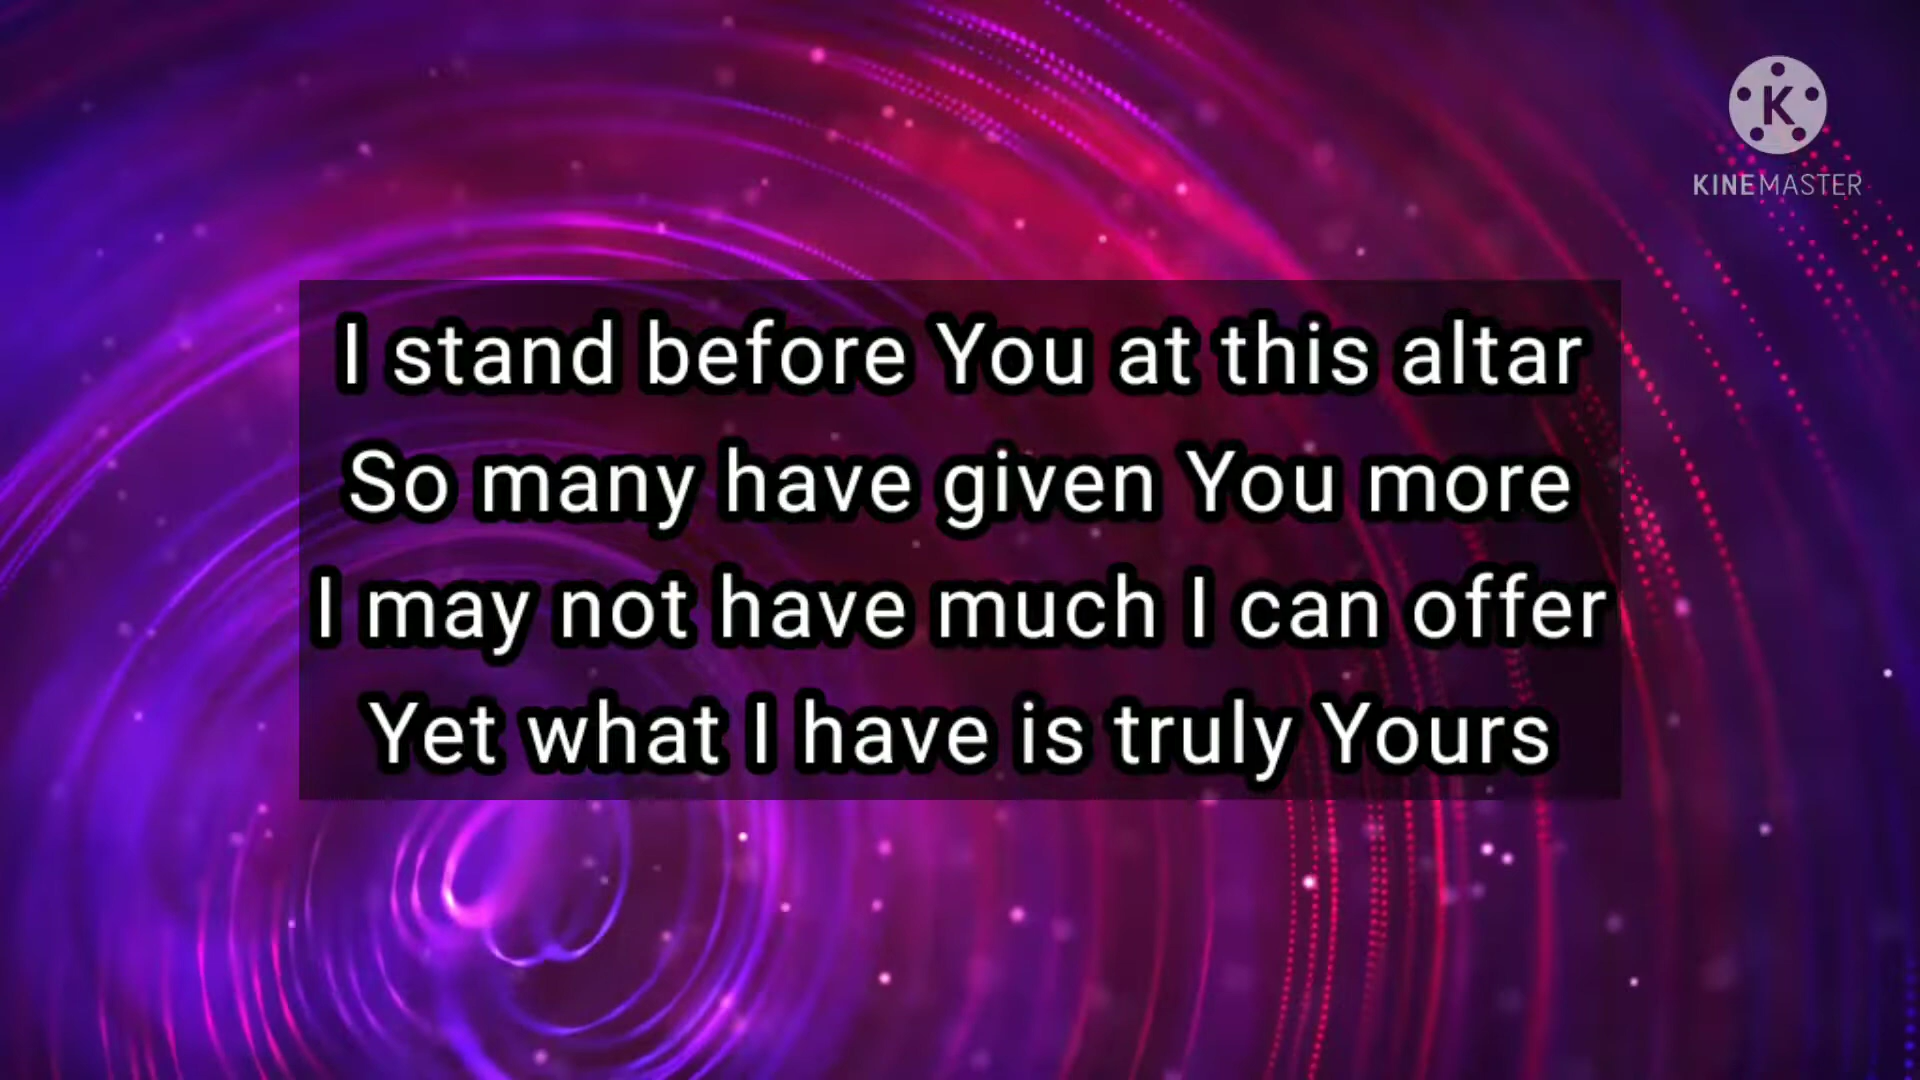 K
KINEMASTER
I stand before You at this altar
So many have given You more
I may not have much I can offer
Yet what I have is truly Yours